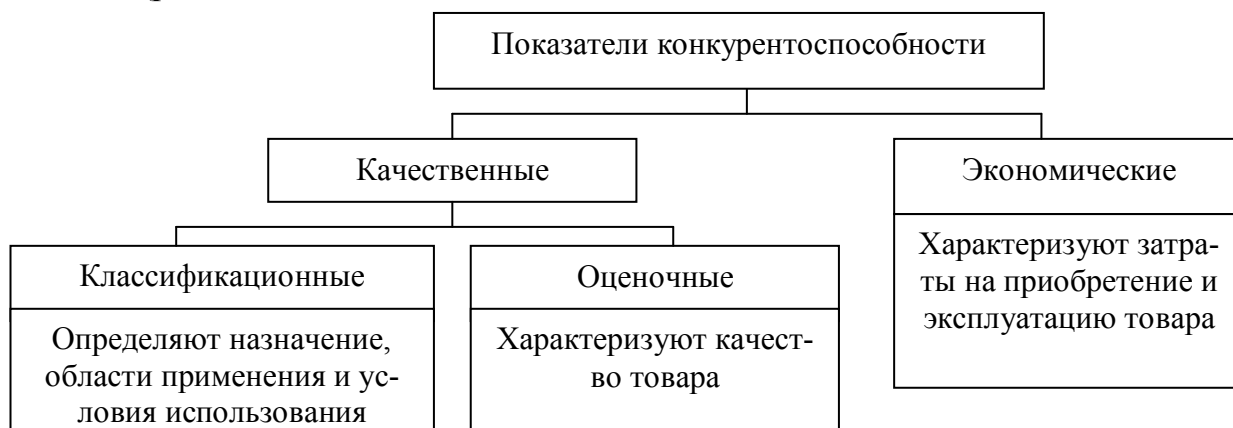 Показатели конкурентоспособности
Качественные
Экономические
Характеризуют затра-
ты на приобретение и
эксплуатацию товара
Классификационные
Определяют назначение,
области применения и ус-
ловия использования
Оценочные
Характеризуют качест-
во товара